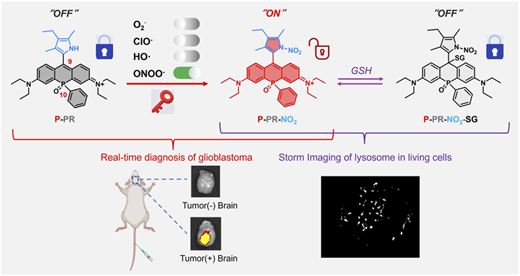 "OFF"
"ON"
"OFF"
O₂·
ClO·
HO·
ONOO·
NH
9
N
N+
P
O
10
P-PR
N-NO₂
N
N+
P
O
P-PR-NO₂
GSH
N-NO₂
SG
N
N
P
O
P-PR-NO₂-SG
Real-time diagnosis of glioblastoma
Storm Imaging of lysosome in living cells
Tumor(-) Brain
Tumor(+) Brain